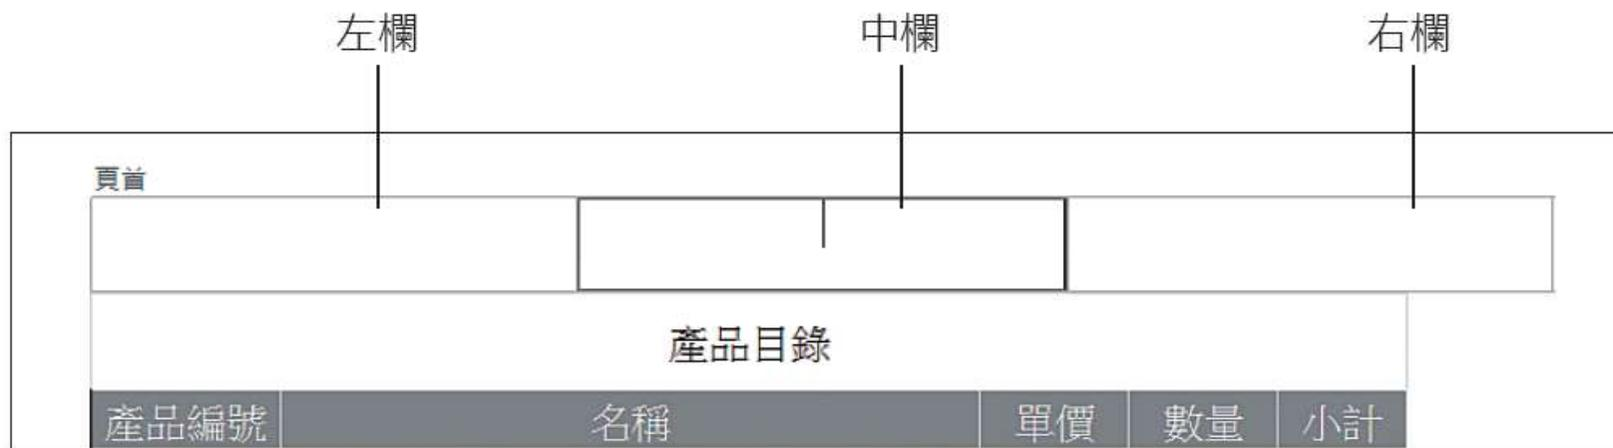 左欄 中欄 右欄
頁首
產品目錄
產品編號 名稱 單價 數量 小計